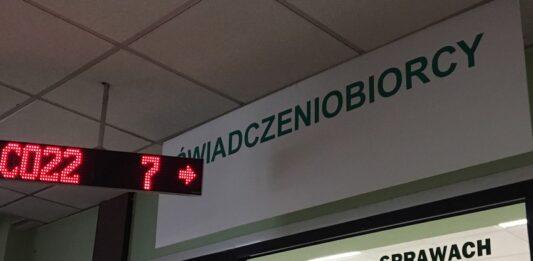 ŚWIADCZENIOBIORCY
C022 7 →
SPRAWACH